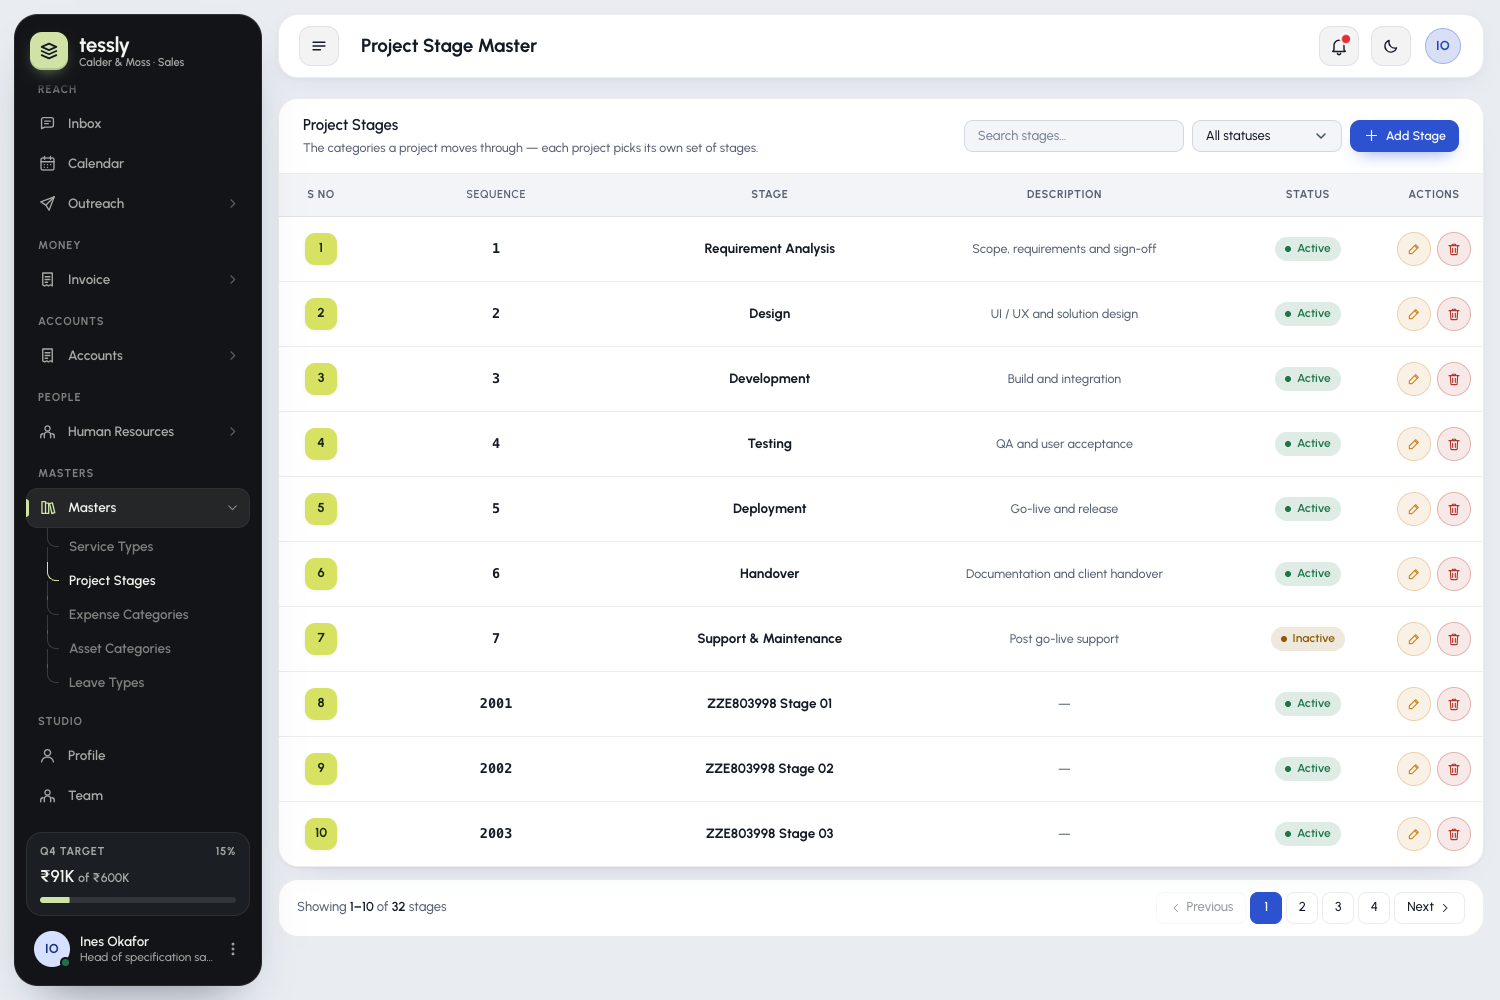 tessly
Calder & Moss · Sales
REACH
Inbox
Calendar
Outreach
MONEY
Invoice
ACCOUNTS
Accounts
PEOPLE
Human Resources
MASTERS
Masters
Service Types
Project Stages
Expense Categories
Asset Categories
Leave Types
STUDIO
Profile
Team
Q4 TARGET 15%
₹91K of ₹600K
IO
Ines Okafor
Head of specification sa...
Project Stage Master
IO
Project Stages
The categories a project moves through — each project picks its own set of stages.
Search stages...
All statuses
Add Stage
S NO SEQUENCE STAGE DESCRIPTION STATUS ACTIONS
1 1 Requirement Analysis Scope, requirements and sign-off Active
2 2 Design UI / UX and solution design Active
3 3 Development Build and integration Active
4 4 Testing QA and user acceptance Active
5 5 Deployment Go-live and release Active
6 6 Handover Documentation and client handover Active
7 7 Support & Maintenance Post go-live support Inactive
8 2001 ZZE803998 Stage 01 — Active
9 2002 ZZE803998 Stage 02 — Active
10 2003 ZZE803998 Stage 03 — Active
Showing 1–10 of 32 stages
Previous 1 2 3 4 Next